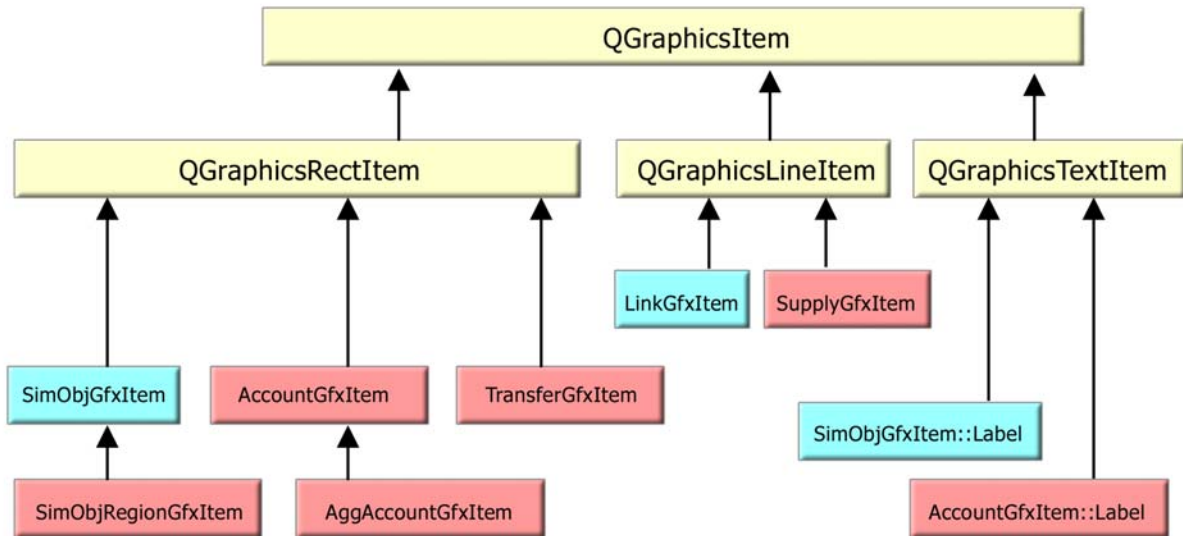 QGraphicsItem
QGraphicsRectItem
QGraphicsLineItem
QGraphicsTextItem
LinkGfxItem
SupplyGfxItem
SimObjGfxItem
AccountGfxItem
TransferGfxItem
SimObjGfxItem::Label
SimObjRegionGfxItem
AggAccountGfxItem
AccountGfxItem::Label